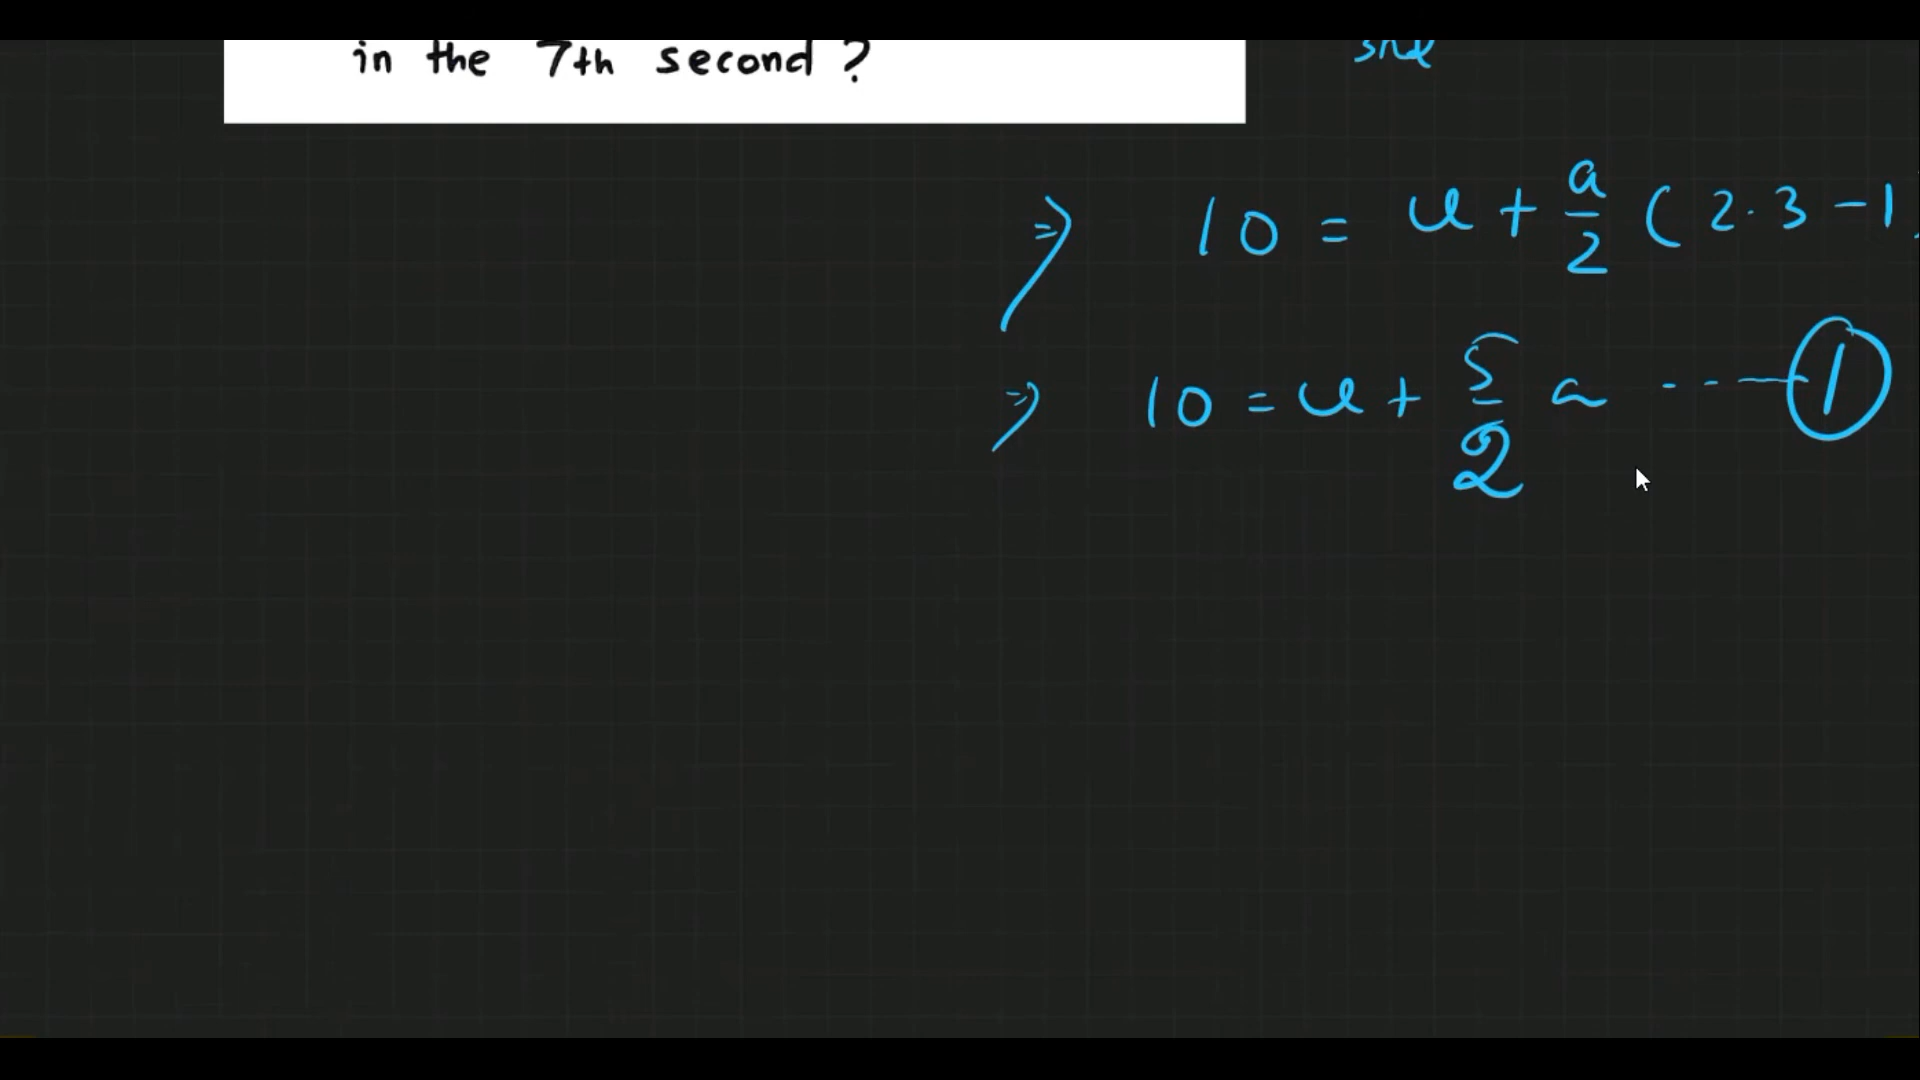 in the 7th second ?
⇒ 10 = u + a/2 ( 2·3 -1
⇒ 10 = u + 5/2 a - - — ①